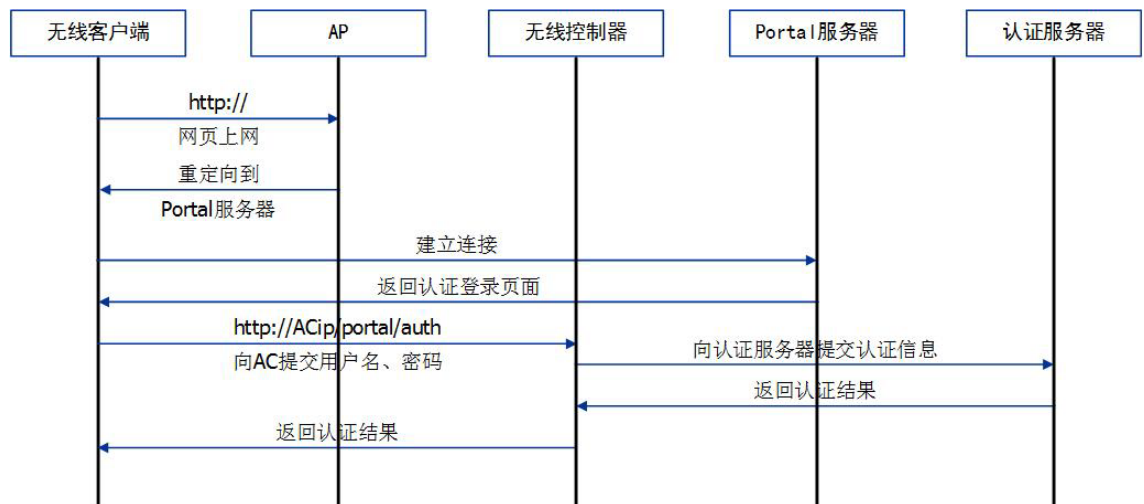 无线客户端
AP
无线控制器
Portal服务器
认证服务器
http://
网页上网
重定向到
Portal服务器
建立连接
返回认证登录页面
http://ACip/portal/auth
向AC提交用户名、密码
向认证服务器提交认证信息
返回认证结果
返回认证结果